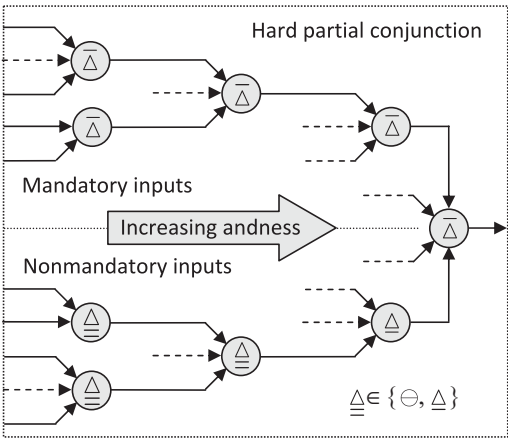 Hard partial conjunction
Δ̅
Δ̅
Δ̅
Δ̅
Mandatory inputs
Increasing andness
Δ̅
Nonmandatory inputs
Δ̳
Δ̲
Δ̳
Δ̳
Δ̳∈ {⊖, Δ̲}